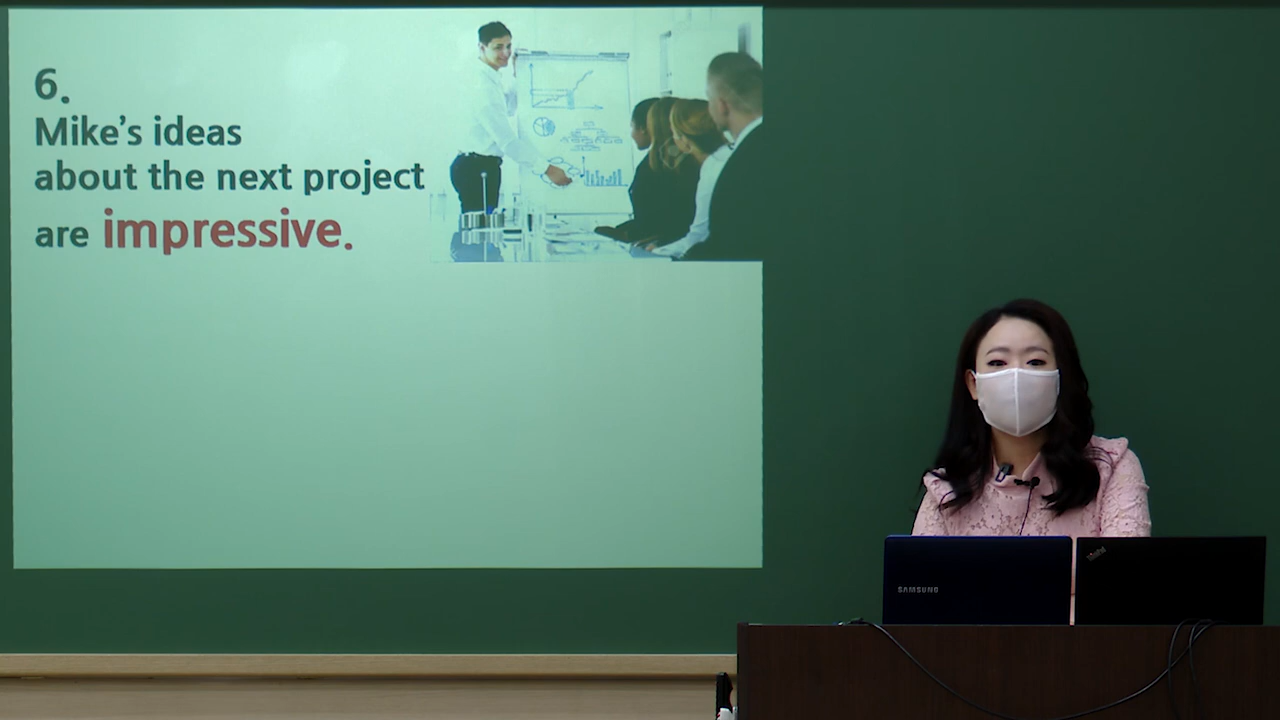 6.
Mike's ideas
about the next project
are impressive.
SAMSUNG